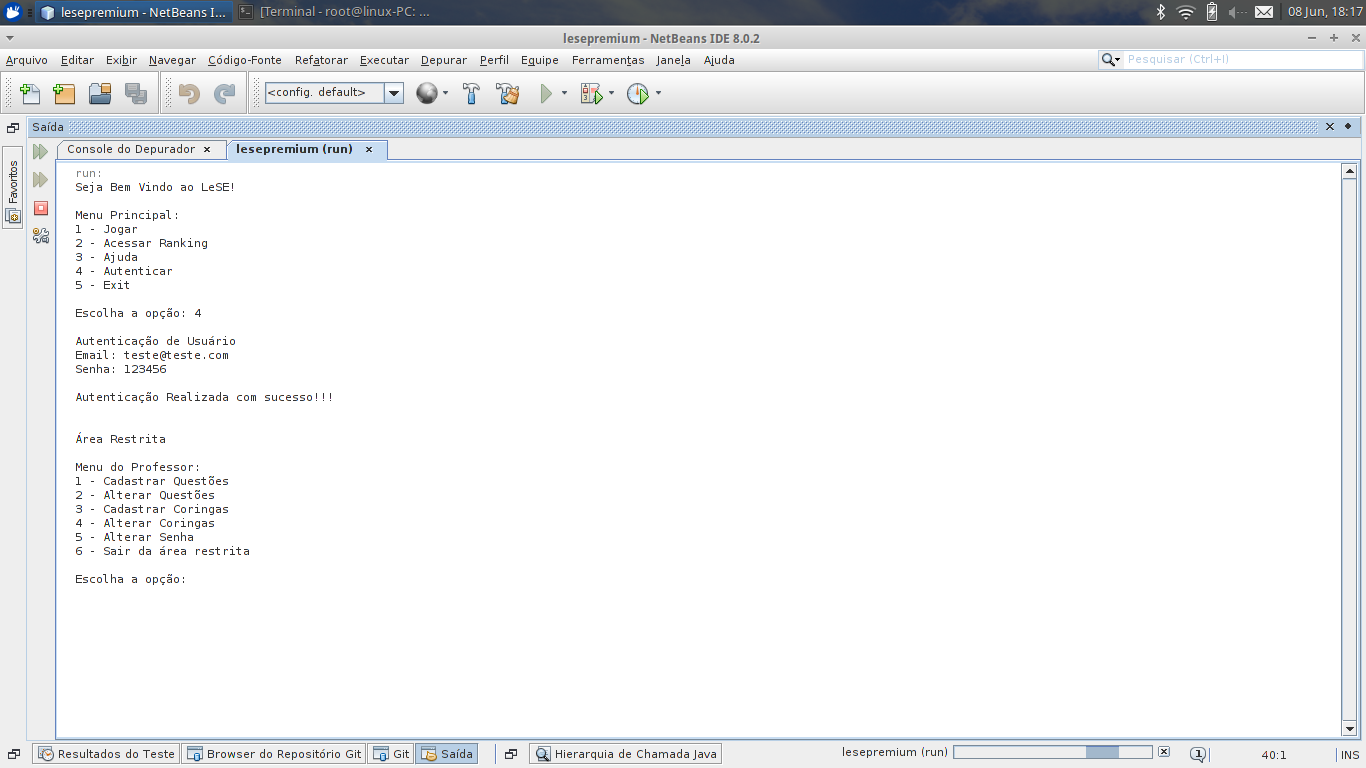 lesepremium - NetBeans I...
[Terminal - root@linux-PC: ...
08 Jun, 18:17
lesepremium - NetBeans IDE 8.0.2
Arquivo Editar Exibir Navegar Código-Fonte Refatorar Executar Depurar Perfil Equipe Ferramentas Janela Ajuda
Pesquisar (Ctrl+I)
<config. default>
Saída
Favoritos
Console do Depurador
lesepremium (run)
run:
Seja Bem Vindo ao LeSE!
Menu Principal:
1 - Jogar
2 - Acessar Ranking
3 - Ajuda
4 - Autenticar
5 - Exit
Escolha a opção: 4
Autenticação de Usuário
Email: teste@teste.com
Senha: 123456
Autenticação Realizada com sucesso!!!
Área Restrita
Menu do Professor:
1 - Cadastrar Questões
2 - Alterar Questões
3 - Cadastrar Coringas
4 - Alterar Coringas
5 - Alterar Senha
6 - Sair da área restrita
Escolha a opção:
Resultados do Teste
Browser do Repositório Git
Git
Saída
Hierarquia de Chamada Java
lesepremium (run)
1
40:1
INS